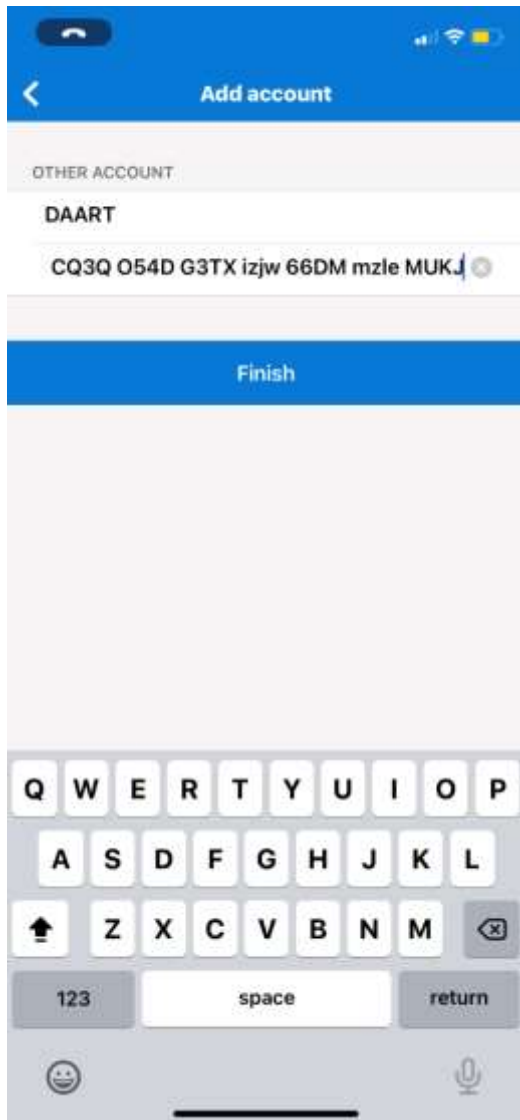 Add account
OTHER ACCOUNT
DAART
CQ3Q O54D G3TX izjw 66DM mzle MUKJ
Finish
Q W E R T Y U I O P
A S D F G H J K L
Z X C V B N M
123 space return